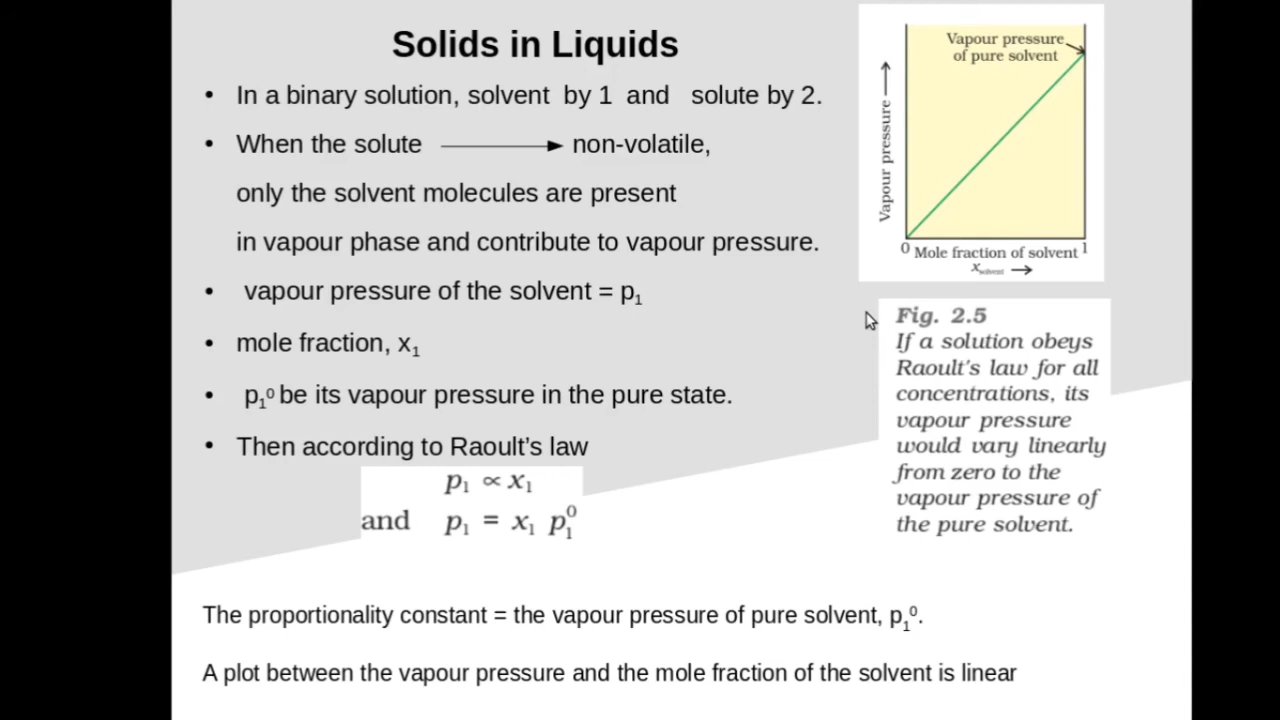 Solids in Liquids
• In a binary solution, solvent by 1 and solute by 2.
• When the solute ⟶ non-volatile,
only the solvent molecules are present
in vapour phase and contribute to vapour pressure.
• vapour pressure of the solvent = p₁
• mole fraction, x₁
• p₁⁰ be its vapour pressure in the pure state.
• Then according to Raoult’s law
p₁ ∝ x₁
and p₁ = x₁ p₁⁰
The proportionality constant = the vapour pressure of pure solvent, p₁⁰.
A plot between the vapour pressure and the mole fraction of the solvent is linear
Vapour pressure
of pure solvent
Vapour pressure ⟶
0 Mole fraction of solvent 1
x solvent ⟶
Fig. 2.5
If a solution obeys
Raoult's law for all
concentrations, its
vapour pressure
would vary linearly
from zero to the
vapour pressure of
the pure solvent.